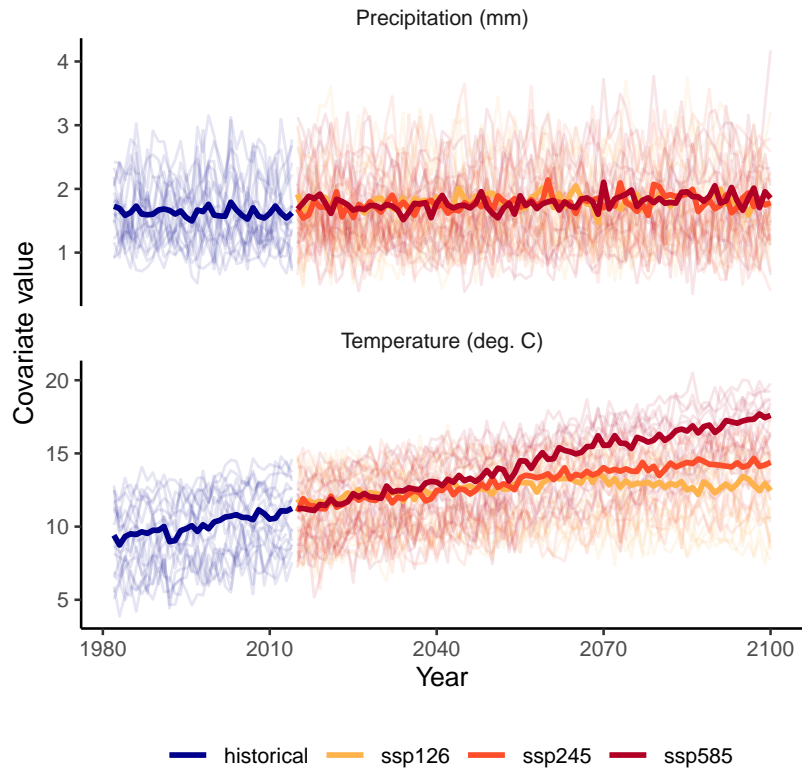 Precipitation (mm)
4
3
2
1
Temperature (deg. C)
20
15
10
5
Covariate value
1980 2010 2040 2070 2100
Year
historical ssp126 ssp245 ssp585